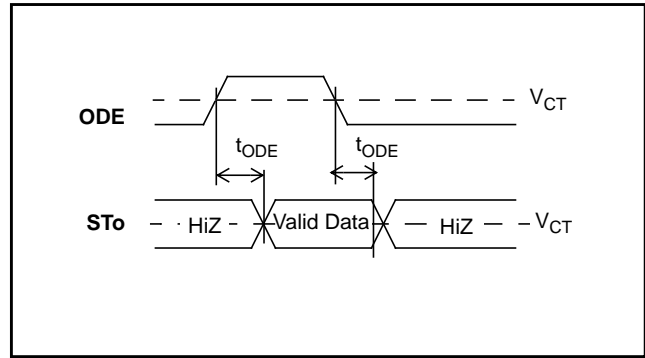 V_CT
ODE
t_ODE t_ODE
STo HiZ Valid Data HiZ V_CT